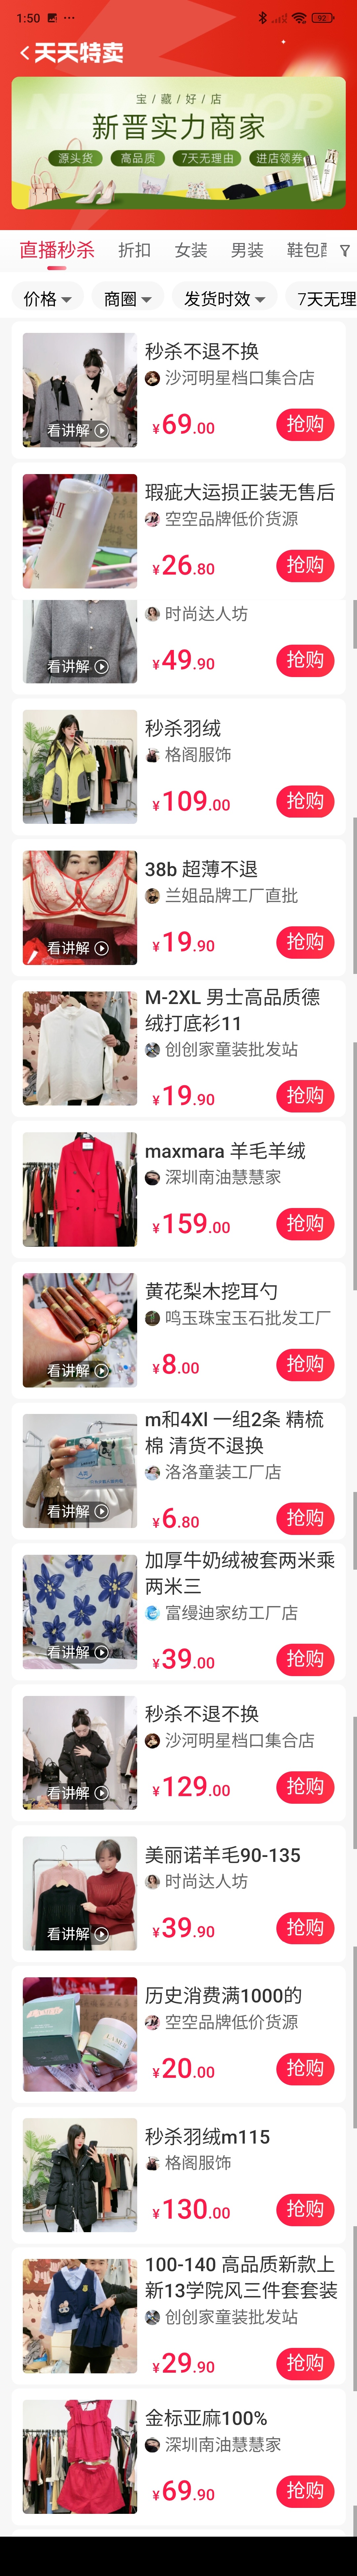 1:50
92
天天特卖
宝/藏/好/店
新晋实力商家
源头货
高品质
7天无理由
进店领券
直播秒杀
折扣
女装
男装
价格
商圈
发货时效
7天无理
秒杀不退不换
沙河明星档口集合店
看讲解
¥69.00
抢购
瑕疵大运损正装无售后
空空品牌低价货源
¥26.80
抢购
时尚达人坊
看讲解
¥49.90
抢购
秒杀羽绒
格阁服饰
¥109.00
抢购
38b 超薄不退
兰姐品牌工厂直批
看讲解
¥19.90
抢购
M-2XL 男士高品质德
绒打底衫11
创创家童装批发站
¥19.90
抢购
maxmara 羊毛羊绒
深圳南油慧慧家
¥159.00
抢购
黄花梨木挖耳勺
鸣玉珠宝玉石批发工厂
看讲解
¥8.00
抢购
m和4Xl 一组2条 精梳
棉 清货不退换
洛洛童装工厂店
看讲解
¥6.80
抢购
加厚牛奶绒被套两米乘
两米三
富缦迪家纺工厂店
看讲解
¥39.00
抢购
秒杀不退不换
沙河明星档口集合店
看讲解
¥129.00
抢购
美丽诺羊毛90-135
时尚达人坊
看讲解
¥39.90
抢购
历史消费满1000的
空空品牌低价货源
LA MER
¥20.00
抢购
秒杀羽绒m115
格阁服饰
¥130.00
抢购
100-140 高品质新款上
新13学院风三件套套装
创创家童装批发站
¥29.90
抢购
金标亚麻100%
深圳南油慧慧家
¥69.90
抢购